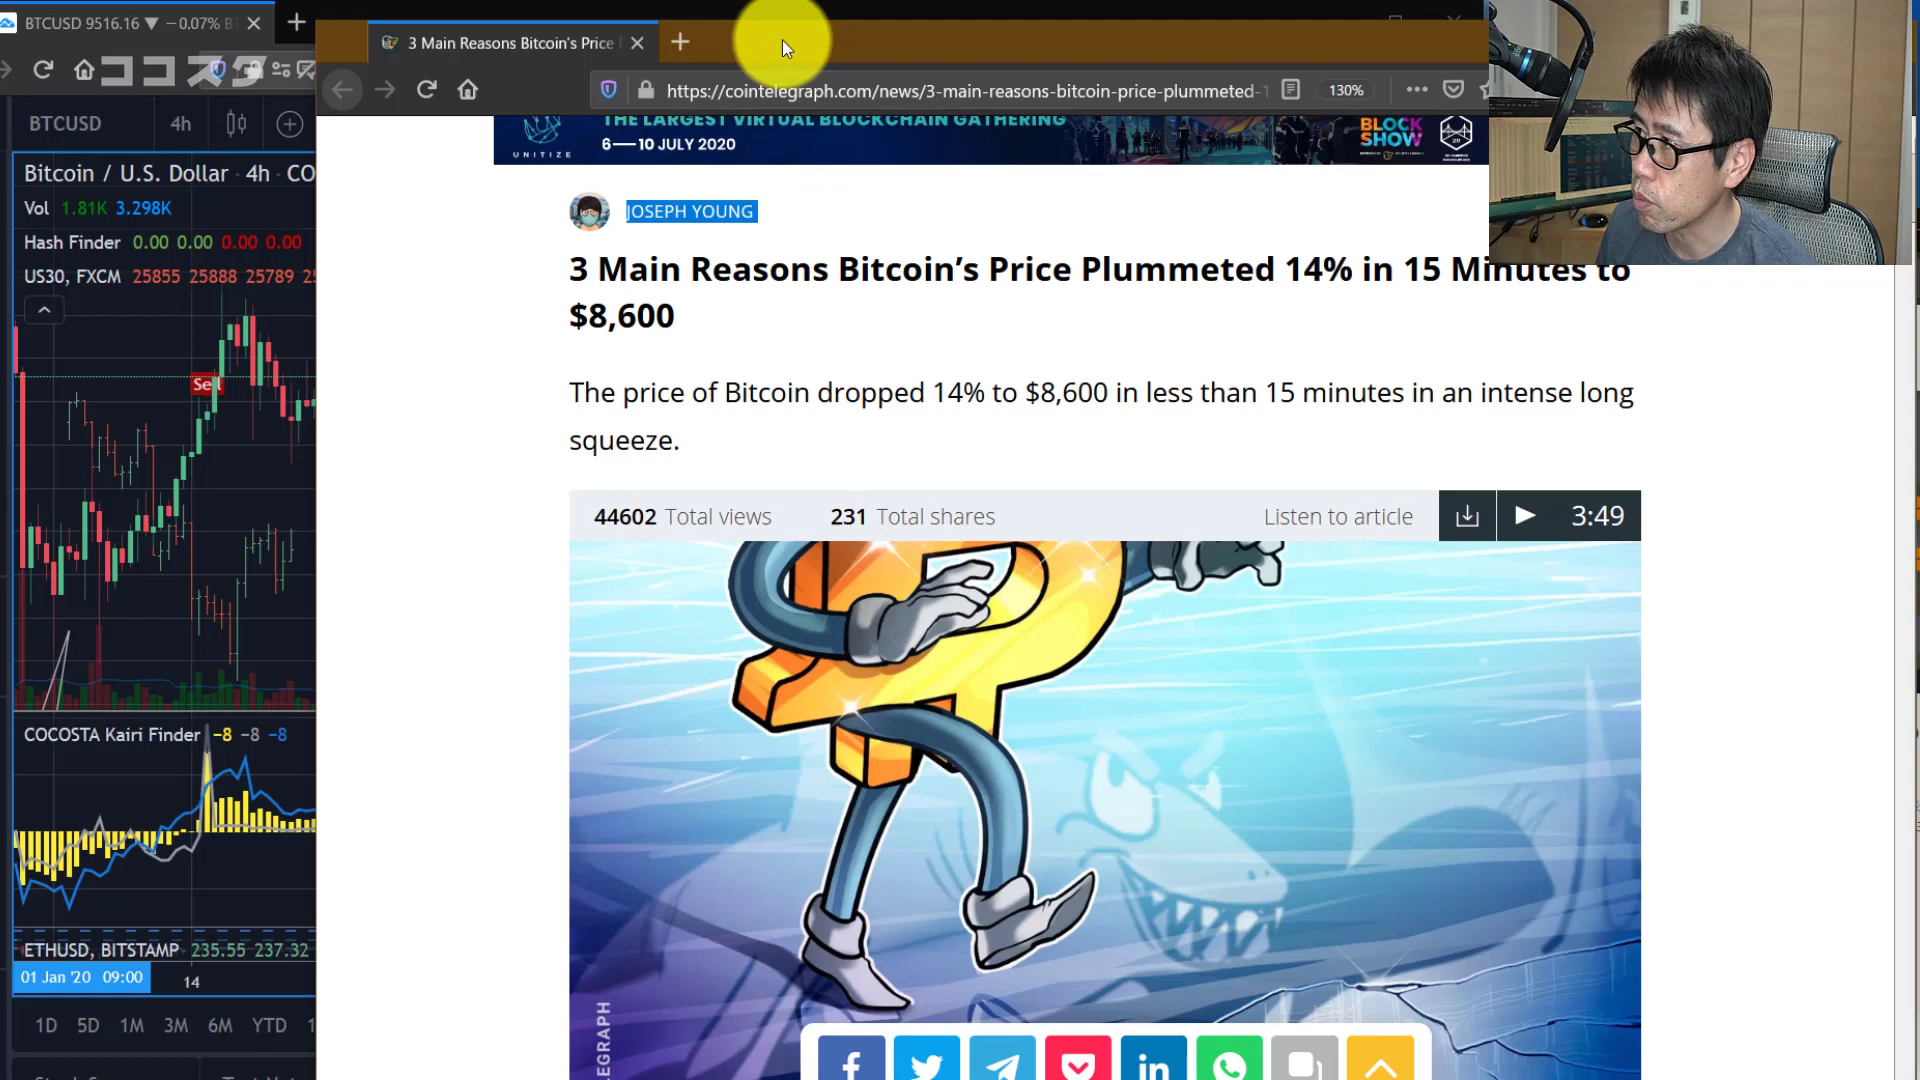 BTCUSD 9516.16 ▼ −0.07%
3 Main Reasons Bitcoin's Price
ココスタ
https://cointelegraph.com/news/3-main-reasons-bitcoin-price-plummeted-
130%
BTCUSD 4h
THE LARGEST VIRTUAL BLOCKCHAIN GATHERING
UNITIZE
6—10 JULY 2020
BLOCK
SHOW
Bitcoin / U.S. Dollar · 4h · CO
Vol 1.81K 3.298K
Hash Finder 0.00 0.00 0.00 0.00
US30, FXCM 25855 25888 25789
JOSEPH YOUNG
3 Main Reasons Bitcoin’s Price Plummeted 14% in 15 Minutes to
$8,600
Sell
The price of Bitcoin dropped 14% to $8,600 in less than 15 minutes in an intense long
squeeze.
44602 Total views 231 Total shares Listen to article 3:49
COCOSTA Kairi Finder −8 −8 −8
ETHUSD, BITSTAMP 235.55 237.32
01 Jan '20 09:00 14
1D 5D 1M 3M 6M YTD